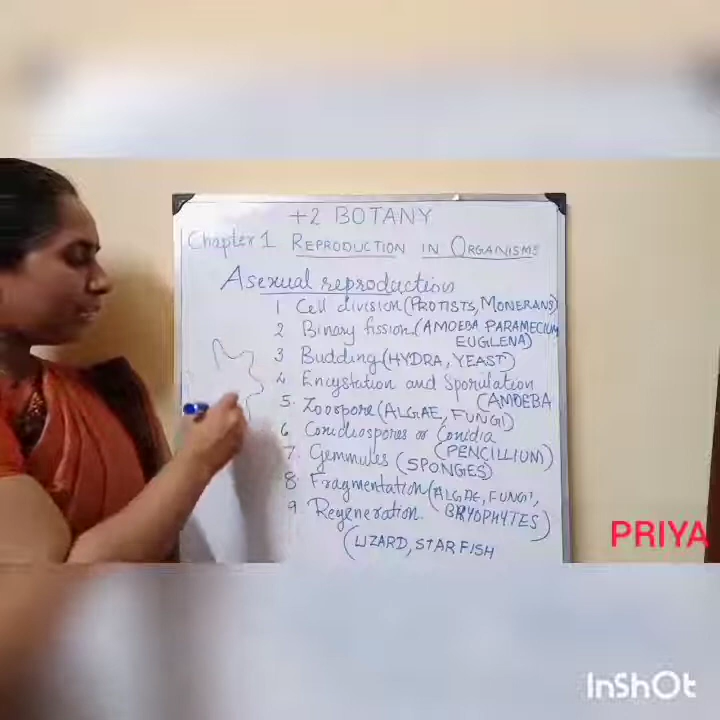 +2 BOTANY
Chapter 1 REPRODUCTION IN ORGANISMS
Asexual reproduction
1 Cell division (PROTISTS, MONERANS)
2 Binary fission (AMOEBA PARAMECIUM
EUGLENA)
3 Budding (HYDRA, YEAST)
4. Encystation and Sporulation
(AMOEBA
5. Zoospore (ALGAE, FUNGI)
6 Conidiospores or Conidia
(PENCILLIUM)
7. Gemmules (SPONGES)
8 Fragmentation (ALGAE, FUNGI,
BRYOPHYTES)
9. Regeneration.
(LIZARD, STAR FISH
PRIYA
InShOt